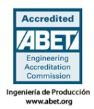 Accredited
ABET
Engineering
Accreditation
Commission
Ingeniería de Producción
www.abet.org